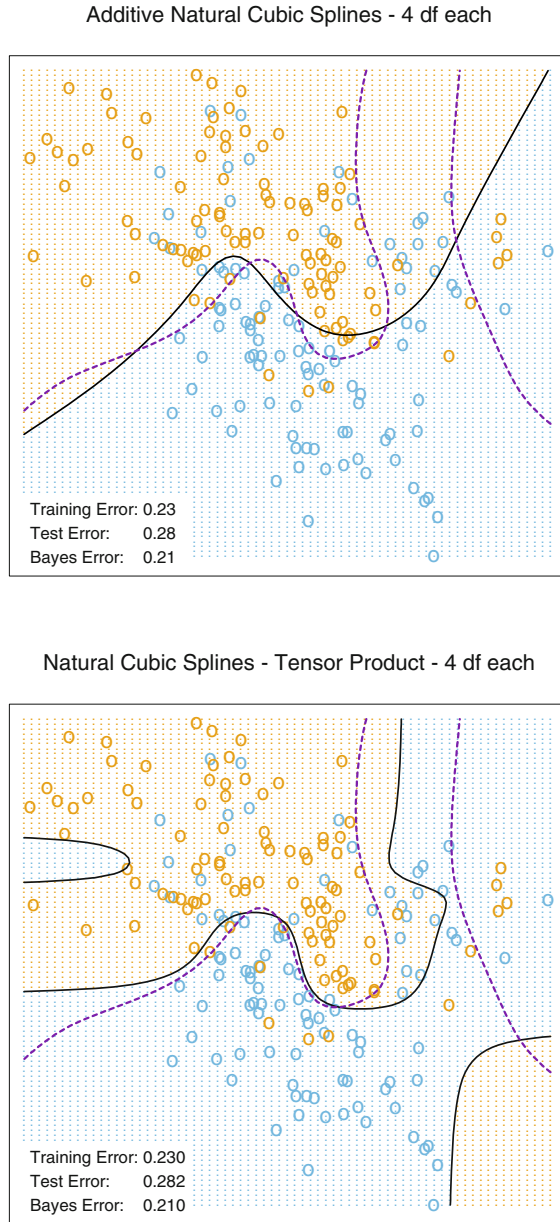 Additive Natural Cubic Splines - 4 df each
Training Error: 0.23
Test Error: 0.28
Bayes Error: 0.21
Natural Cubic Splines - Tensor Product - 4 df each
Training Error: 0.230
Test Error: 0.282
Bayes Error: 0.210